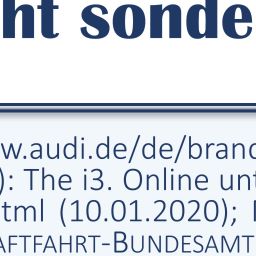 ht sonde
w.audi.de/de/brand
): The i3. Online unt
tml (10.01.2020);
AFTFAHRT-BUNDESAMT